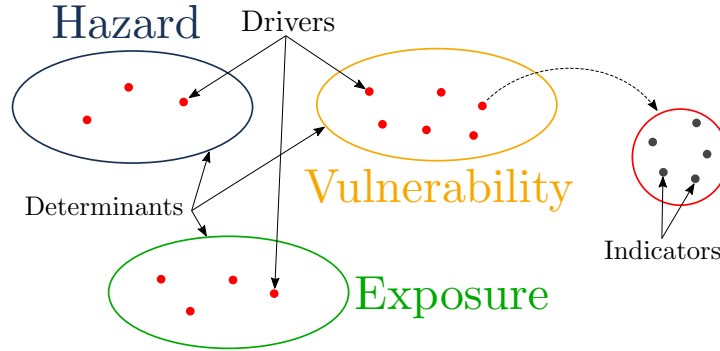 Hazard
Drivers
Vulnerability
Determinants
Indicators
Exposure